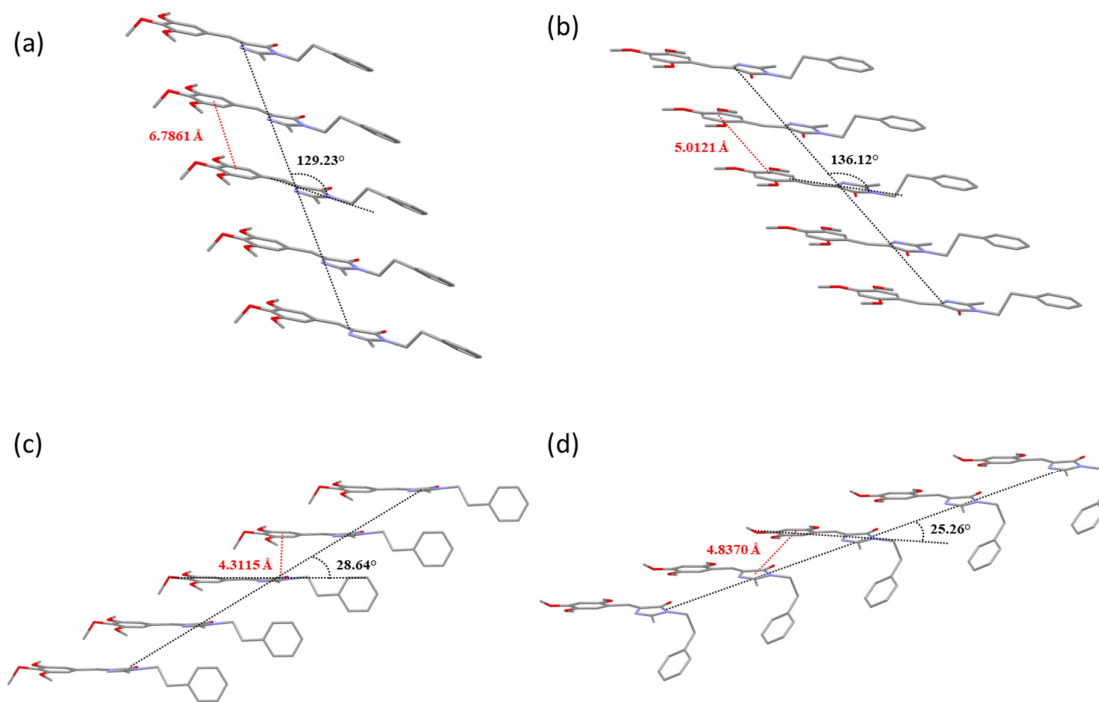 (a)
6.7861 Å
129.23°
(b)
5.0121 Å
136.12°
(c)
4.3115 Å
28.64°
(d)
4.8370 Å
25.26°